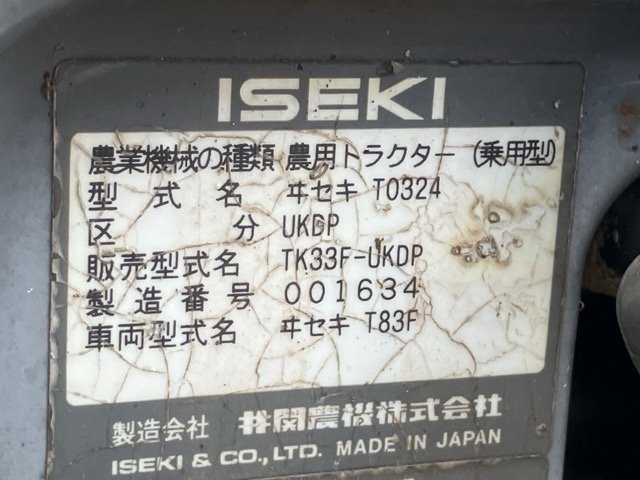 ISEKI
農業機械の種類 農用トラクター (乗用型)
型式名 ヰセキ T0324
区分 UKDP
販売型式名 TK33F-UKDP
製造番号 001634
車両型式名 ヰセキ T83F
製造会社 井関農機株式会社
ISEKI & CO., LTD. MADE IN JAPAN